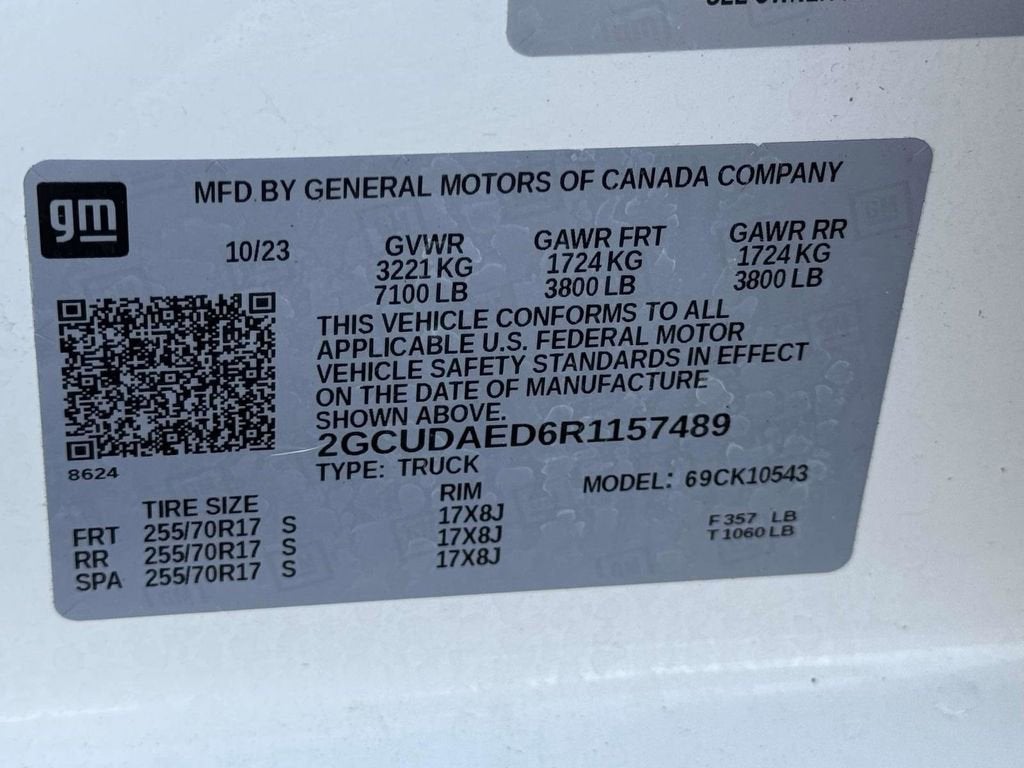 gm
MFD BY GENERAL MOTORS OF CANADA COMPANY
10/23 GVWR GAWR FRT GAWR RR
3221 KG 1724 KG 1724 KG
7100 LB 3800 LB 3800 LB
THIS VEHICLE CONFORMS TO ALL
APPLICABLE U.S. FEDERAL MOTOR
VEHICLE SAFETY STANDARDS IN EFFECT
ON THE DATE OF MANUFACTURE
SHOWN ABOVE.
2GCUDAED6R1157489
8624 TYPE: TRUCK MODEL: 69CK10543
TIRE SIZE RIM
FRT 255/70R17 S 17X8J F 357 LB
RR 255/70R17 S 17X8J T 1060 LB
SPA 255/70R17 S 17X8J